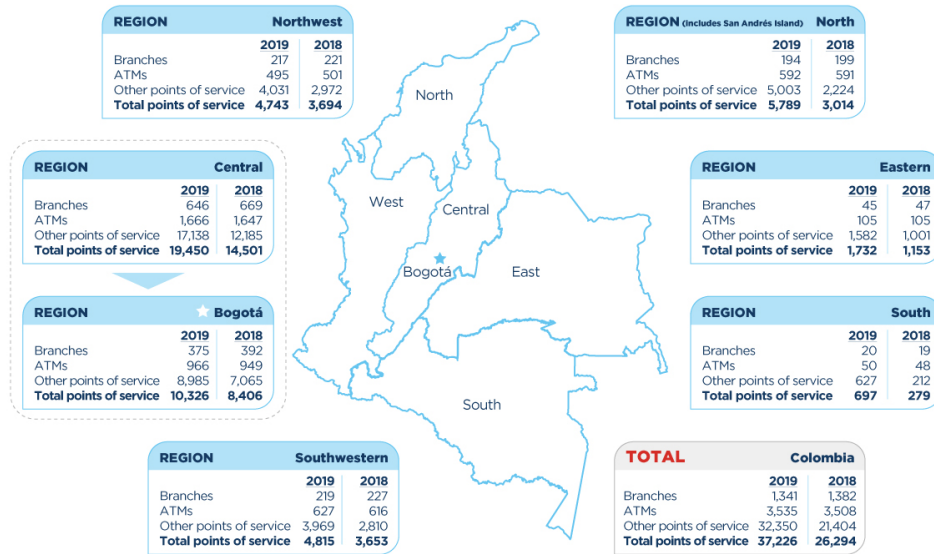 REGION Northwest
2019 2018
Branches 217 221
ATMs 495 501
Other points of service 4,031 2,972
Total points of service 4,743 3,694
REGION (Includes San Andrés Island) North
2019 2018
Branches 194 199
ATMs 592 591
Other points of service 5,003 2,224
Total points of service 5,789 3,014
REGION Central
2019 2018
Branches 646 669
ATMs 1,666 1,647
Other points of service 17,138 12,185
Total points of service 19,450 14,501
REGION Bogotá
2019 2018
Branches 375 392
ATMs 966 949
Other points of service 8,985 7,065
Total points of service 10,326 8,406
North
West
Central
Bogotá
East
South
REGION Eastern
2019 2018
Branches 45 47
ATMs 105 105
Other points of service 1,582 1,001
Total points of service 1,732 1,153
REGION South
2019 2018
Branches 20 19
ATMs 50 48
Other points of service 627 212
Total points of service 697 279
REGION Southwestern
2019 2018
Branches 219 227
ATMs 627 616
Other points of service 3,969 2,810
Total points of service 4,815 3,653
TOTAL Colombia
2019 2018
Branches 1,341 1,382
ATMs 3,535 3,508
Other points of service 32,350 21,404
Total points of service 37,226 26,294